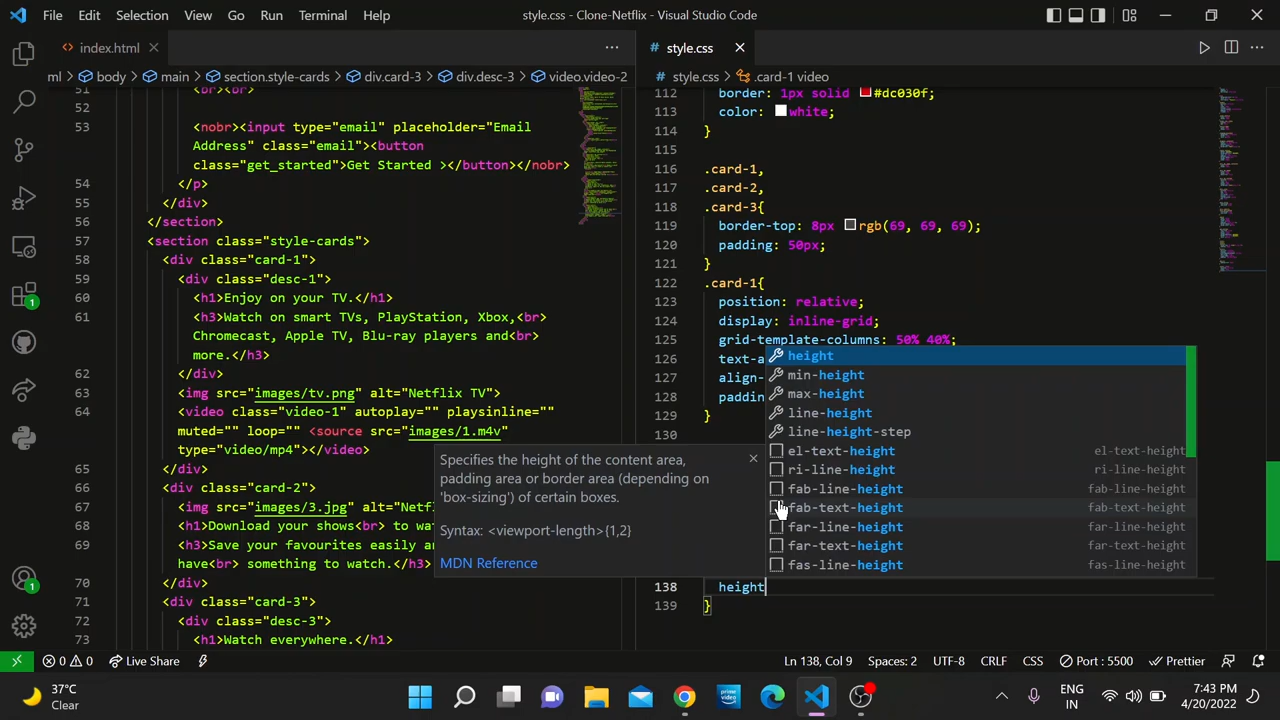 File Edit Selection View Go Run Terminal Help
style.css - Clone-Netflix - Visual Studio Code
index.html
ml > body > main > section.style-cards > div.card-3 > div.desc-3 > video.video-2
51 <br><br>
52
53 <nobr><input type="email" placeholder="Email
Address" class="email"><button
class="get_started">Get Started ></button></nobr>
54 </p>
55 </div>
56 </section>
57 <section class="style-cards">
58 <div class="card-1">
59 <div class="desc-1">
60 <h1>Enjoy on your TV.</h1>
61 <h3>Watch on smart TVs, PlayStation, Xbox,<br>
Chromecast, Apple TV, Blu-ray players and<br>
more.</h3>
62 </div>
63 <img src="images/tv.png" alt="Netflix TV">
64 <video class="video-1" autoplay="" playsinline=""
muted="" loop="" <source src="images/1.m4v"
type="video/mp4"></video>
65 </div>
66 <div class="card-2">
67 <img src="images/3.jpg" alt="Netf
68 <h1>Download your shows<br> to wa
69 <h3>Save your favourites easily a
have<br> something to watch.</h3>
70 </div>
71 <div class="card-3">
72 <div class="desc-3">
73 <h1>Watch everywhere.</h1>
style.css
style.css > .card-1 video
112 border: 1px solid #dc030f;
113 color: white;
114 }
115
116 .card-1,
117 .card-2,
118 .card-3{
119 border-top: 8px rgb(69, 69, 69);
120 padding: 50px;
121 }
122 .card-1{
123 position: relative;
124 display: inline-grid;
125 grid-template-columns: 50% 40%;
126 text-a
127 align-
128 paddin
129 }
130
height
min-height
max-height
line-height
line-height-step
el-text-height el-text-height
ri-line-height ri-line-height
fab-line-height fab-line-height
fab-text-height fab-text-height
far-line-height far-line-height
far-text-height far-text-height
fas-line-height fas-line-height
Specifies the height of the content area,
padding area or border area (depending on
'box-sizing') of certain boxes.
Syntax: <viewport-length>{1,2}
MDN Reference
138 height
139 }
0 0 Live Share
Ln 138, Col 9 Spaces: 2 UTF-8 CRLF CSS Port : 5500 Prettier
37°C
Clear
prime video
ENG
IN
7:43 PM
4/20/2022